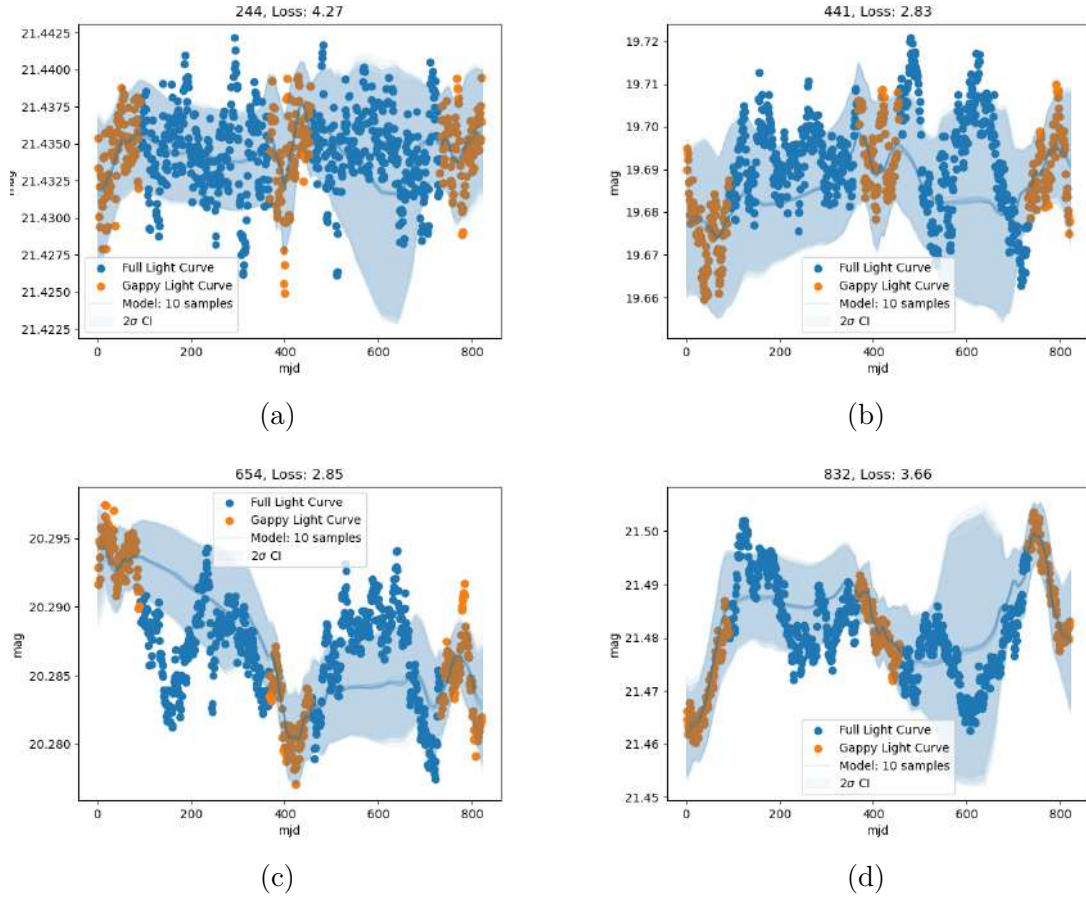 244, Loss: 4.27
21.4425
21.4400
21.4375
21.4350
21.4325
21.4300
21.4275
21.4250
21.4225
mag
Full Light Curve
Gappy Light Curve
Model: 10 samples
2σ CI
0 200 400 600 800
mjd
(a)
441, Loss: 2.83
19.72
19.71
19.70
19.69
19.68
19.67
19.66
mag
Full Light Curve
Gappy Light Curve
Model: 10 samples
2σ CI
0 200 400 600 800
mjd
(b)
654, Loss: 2.85
20.295
20.290
20.285
20.280
mag
Full Light Curve
Gappy Light Curve
Model: 10 samples
2σ CI
0 200 400 600 800
mjd
(c)
832, Loss: 3.66
21.50
21.49
21.48
21.47
21.46
21.45
mag
Full Light Curve
Gappy Light Curve
Model: 10 samples
2σ CI
0 200 400 600 800
mjd
(d)